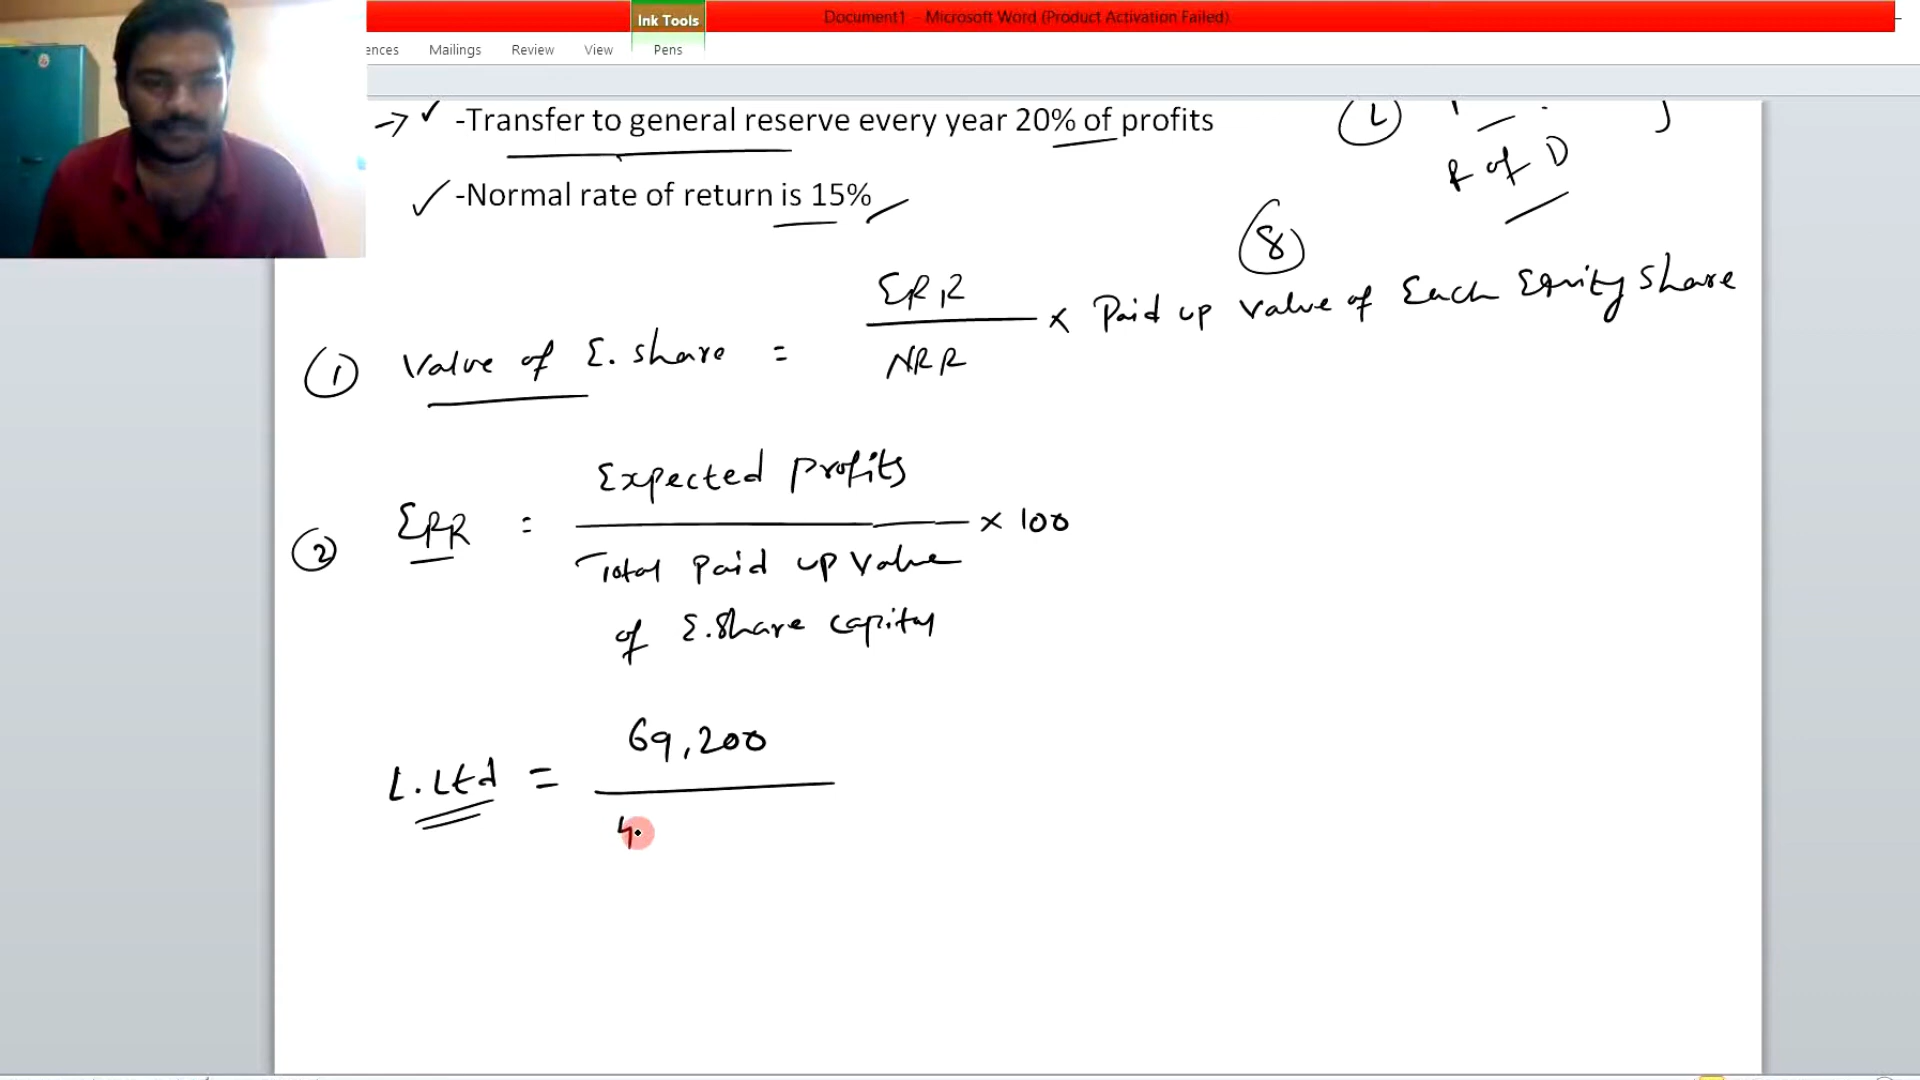 Ink Tools
Document1 - Microsoft Word (Product Activation Failed)
ences Mailings Review View Pens
-Transfer to general reserve every year 20% of profits
R of D
-Normal rate of return is 15%
8
① Value of E. share = ERR / NRR × Paid up value of Each Equity Share
② ERR = Expected Profits / Total Paid up Value of E. Share capital × 100
L. Ltd = 69,200
4